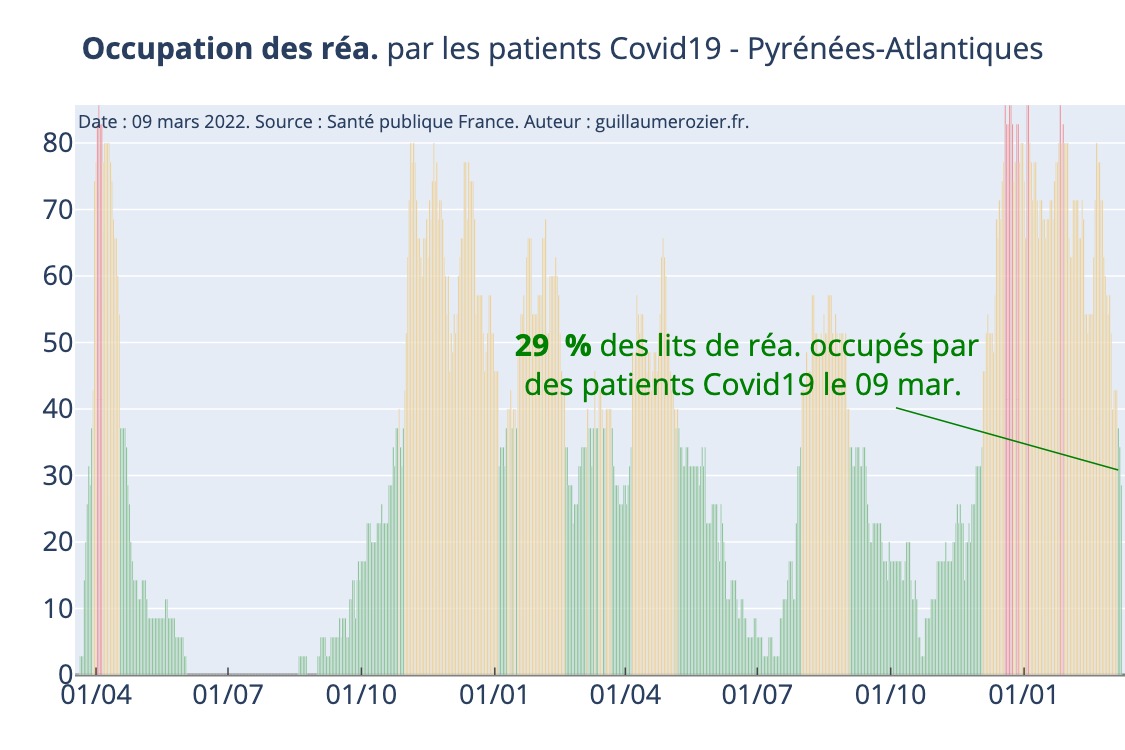 Occupation des réa. par les patients Covid19 - Pyrénées-Atlantiques
Date : 09 mars 2022. Source : Santé publique France. Auteur : guillaumerozier.fr.
80
70
60
50
40
30
20
10
0
29 % des lits de réa. occupés par
des patients Covid19 le 09 mar.
01/04 01/07 01/10 01/01 01/04 01/07 01/10 01/01